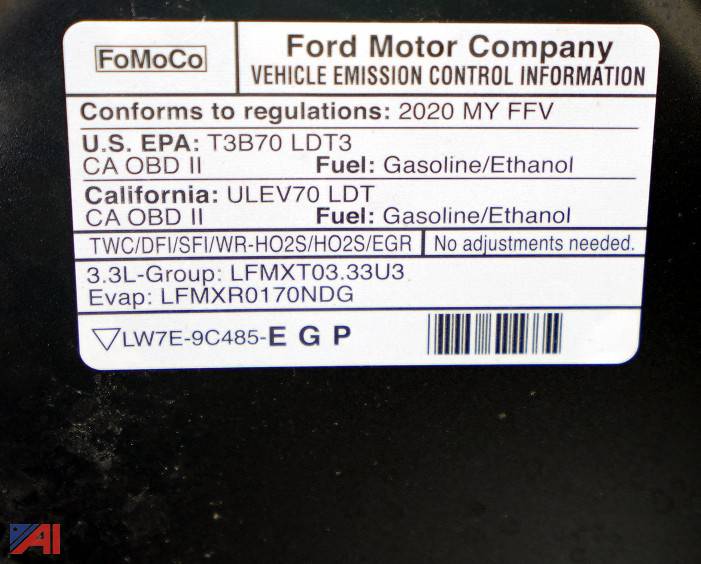 FoMoCo
Ford Motor Company
VEHICLE EMISSION CONTROL INFORMATION
Conforms to regulations: 2020 MY FFV
U.S. EPA: T3B70 LDT3
CA OBD II Fuel: Gasoline/Ethanol
California: ULEV70 LDT
CA OBD II Fuel: Gasoline/Ethanol
TWC/DFI/SFI/WR-HO2S/HO2S/EGR No adjustments needed.
3.3L-Group: LFMXT03.33U3
Evap: LFMXR0170NDG
▽LW7E-9C485-E G P
AI